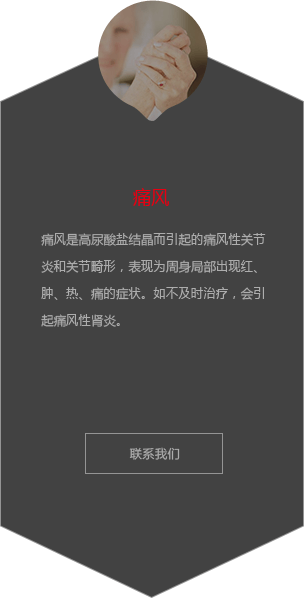 痛风
痛风是高尿酸盐结晶而引起的痛风性关节
炎和关节畸形，表现为周身局部出现红、
肿、热、痛的症状。如不及时治疗，会引
起痛风性肾炎。
联系我们